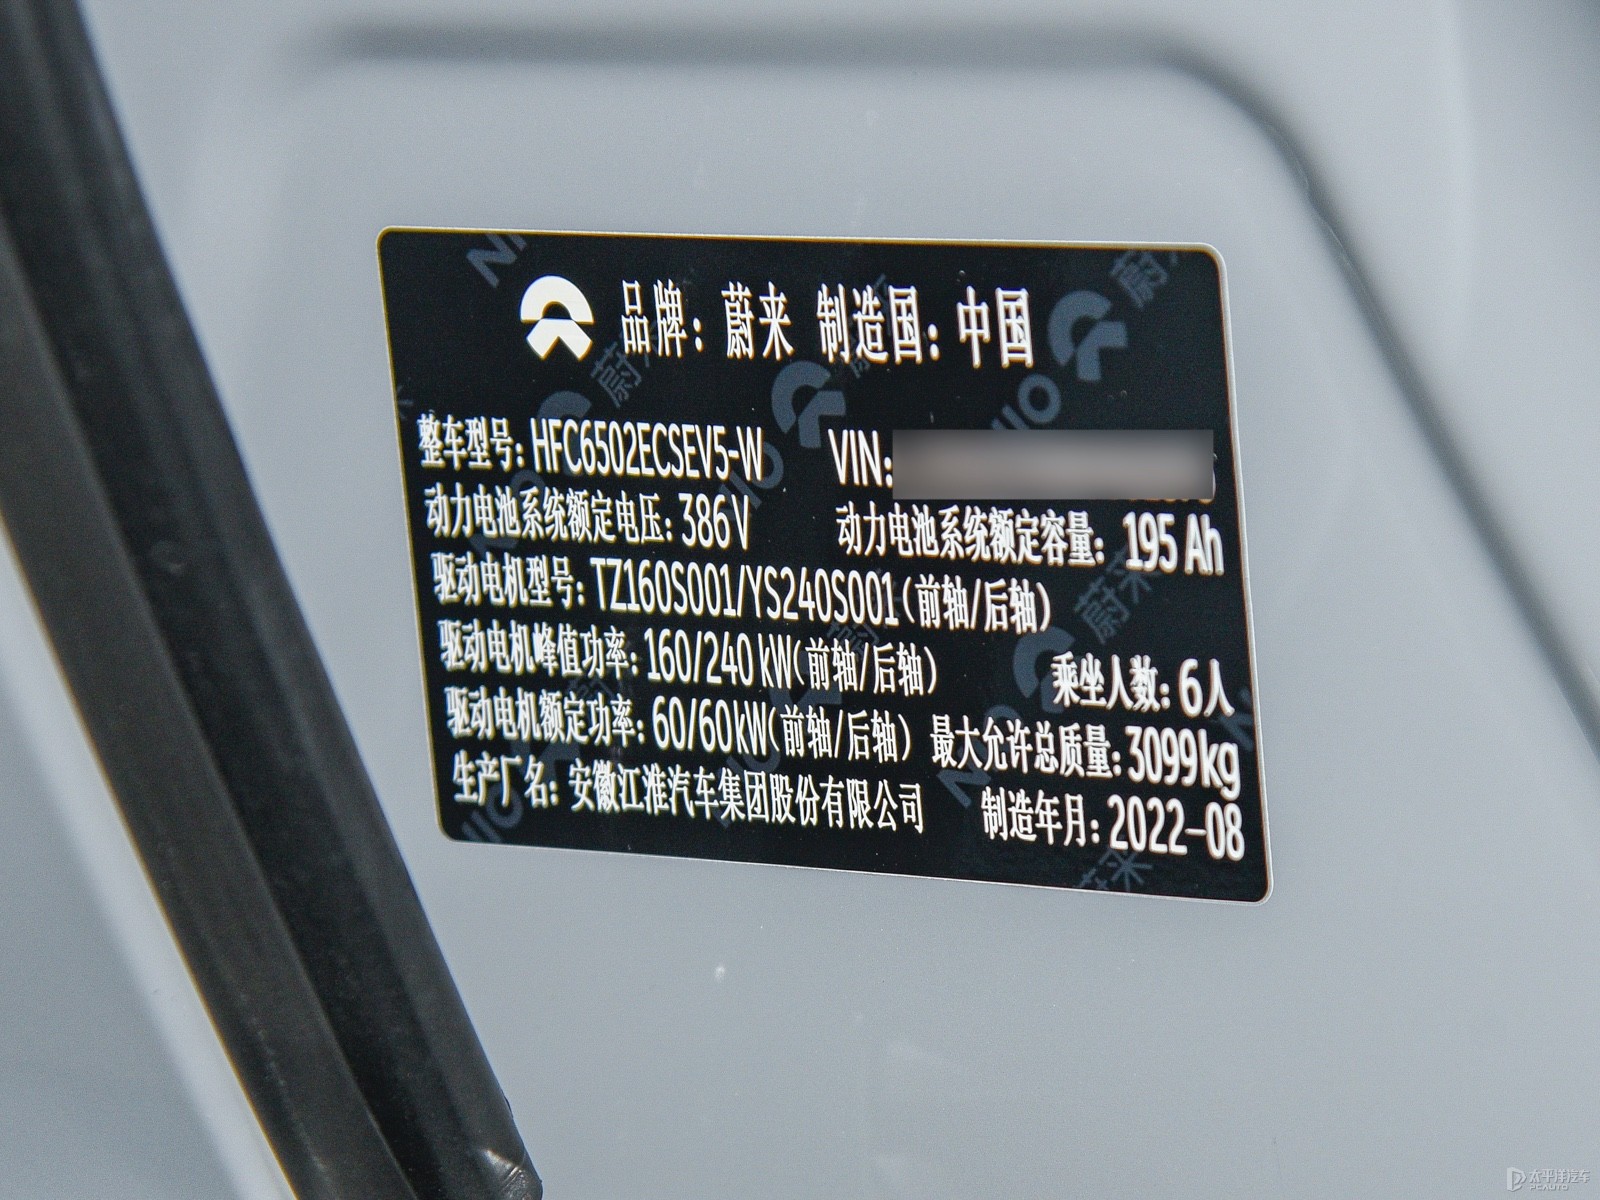 品牌：蔚来 制造国：中国
整车型号：HFC6502ECSEV5-W VIN:
动力电池系统额定电压：386V 动力电池系统额定容量：195 Ah
驱动电机型号：TZ160S001/YS240S001(前轴/后轴)
驱动电机峰值功率：160/240 kW(前轴/后轴) 乘坐人数：6人
驱动电机额定功率：60/60kW(前轴/后轴) 最大允许总质量：3099kg
生产厂名：安徽江淮汽车集团股份有限公司 制造年月：2022-08
太平洋汽车
PCAUTO